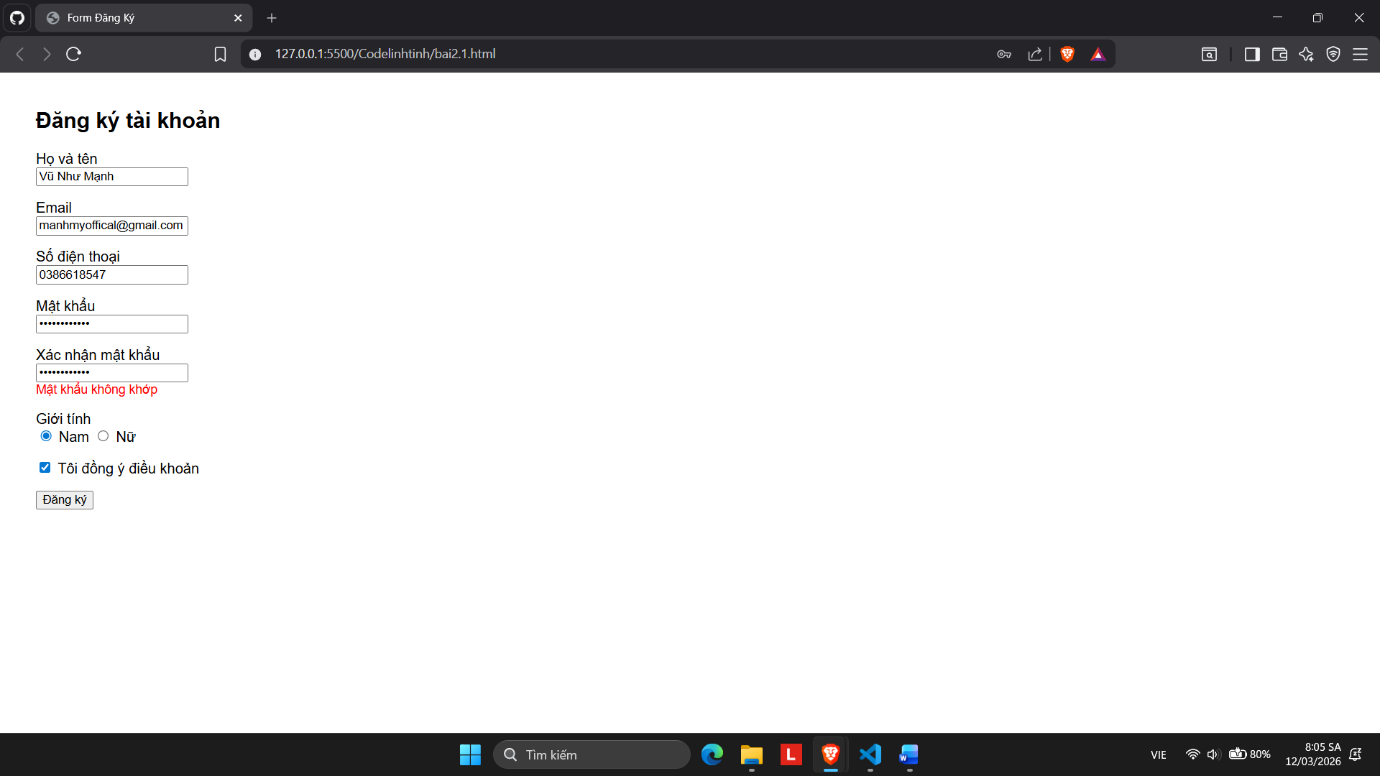 Form Đăng Ký
127.0.0.1:5500/Codelinhtinh/bai2.1.html
Đăng ký tài khoản
Họ và tên
Vũ Như Mạnh
Email
manhmyoffical@gmail.com
Số điện thoại
0386618547
Mật khẩu
••••••••••••
Xác nhận mật khẩu
••••••••••••
Mật khẩu không khớp
Giới tính
Nam Nữ
Tôi đồng ý điều khoản
Đăng ký
Tìm kiếm
L
W
VIE
80%
8:05 SA
12/03/2026